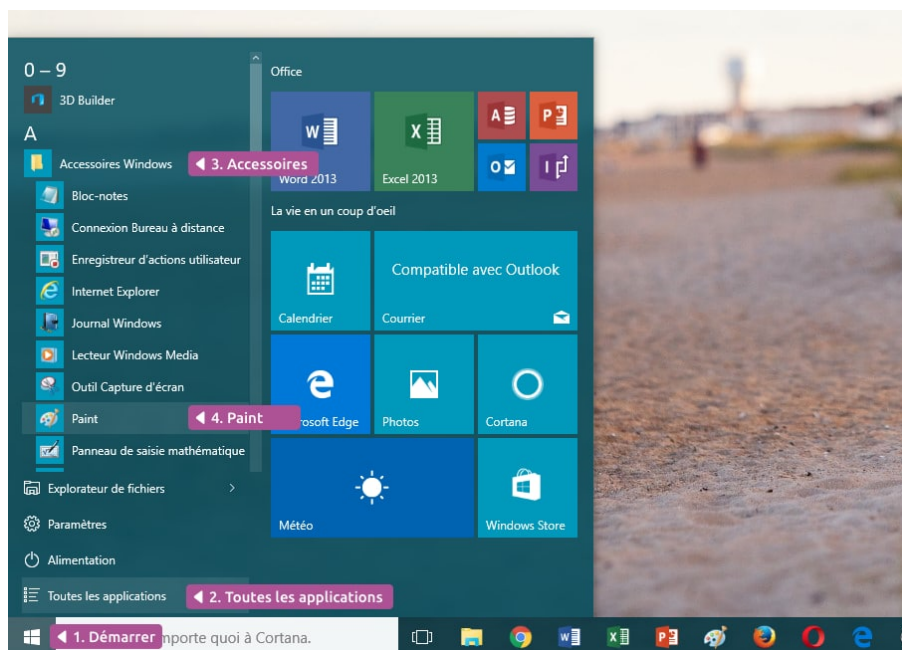 0 – 9
3D Builder
A
Accessoires Windows
3. Accessoires
Bloc-notes
Connexion Bureau à distance
Enregistreur d'actions utilisateur
Internet Explorer
Journal Windows
Lecteur Windows Media
Outil Capture d'écran
Paint
4. Paint
Panneau de saisie mathématique
Explorateur de fichiers
Paramètres
Alimentation
Toutes les applications
2. Toutes les applications
1. Démarrer
mporte quoi à Cortana.
Office
Word 2013
Excel 2013
La vie en un coup d'oeil
Calendrier
Compatible avec Outlook
Courrier
rosoft Edge
Photos
Cortana
Météo
Windows Store